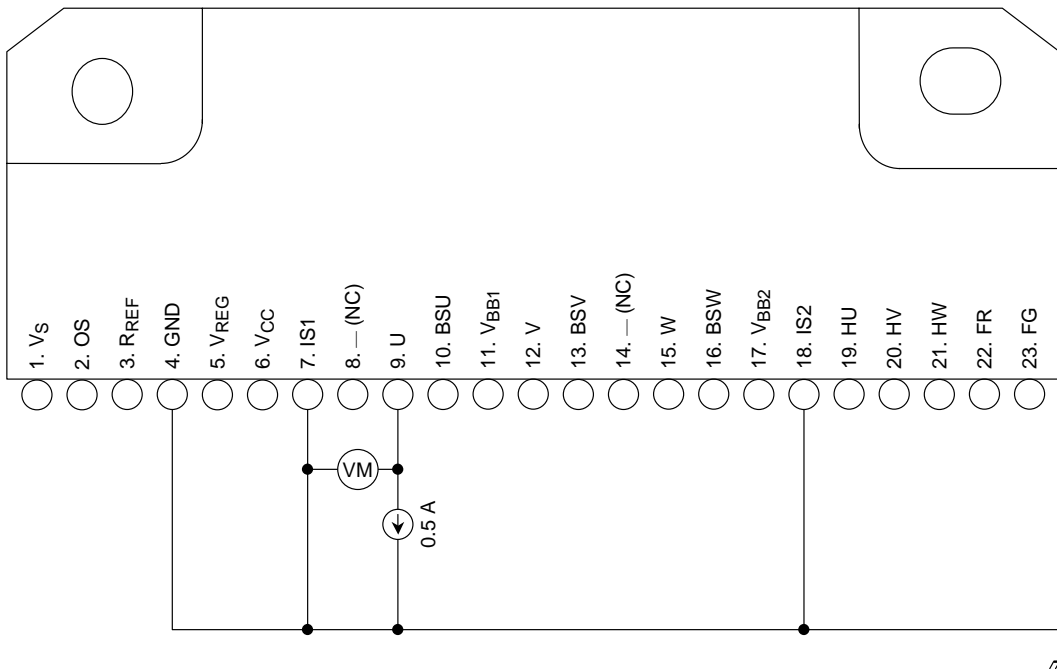 1. VS
2. OS
3. RREF
4. GND
5. VREG
6. VCC
7. IS1
8. — (NC)
9. U
10. BSU
11. VBB1
12. V
13. BSV
14. — (NC)
15. W
16. BSW
17. VBB2
18. IS2
19. HU
20. HV
21. HW
22. FR
23. FG
VM
0.5 A